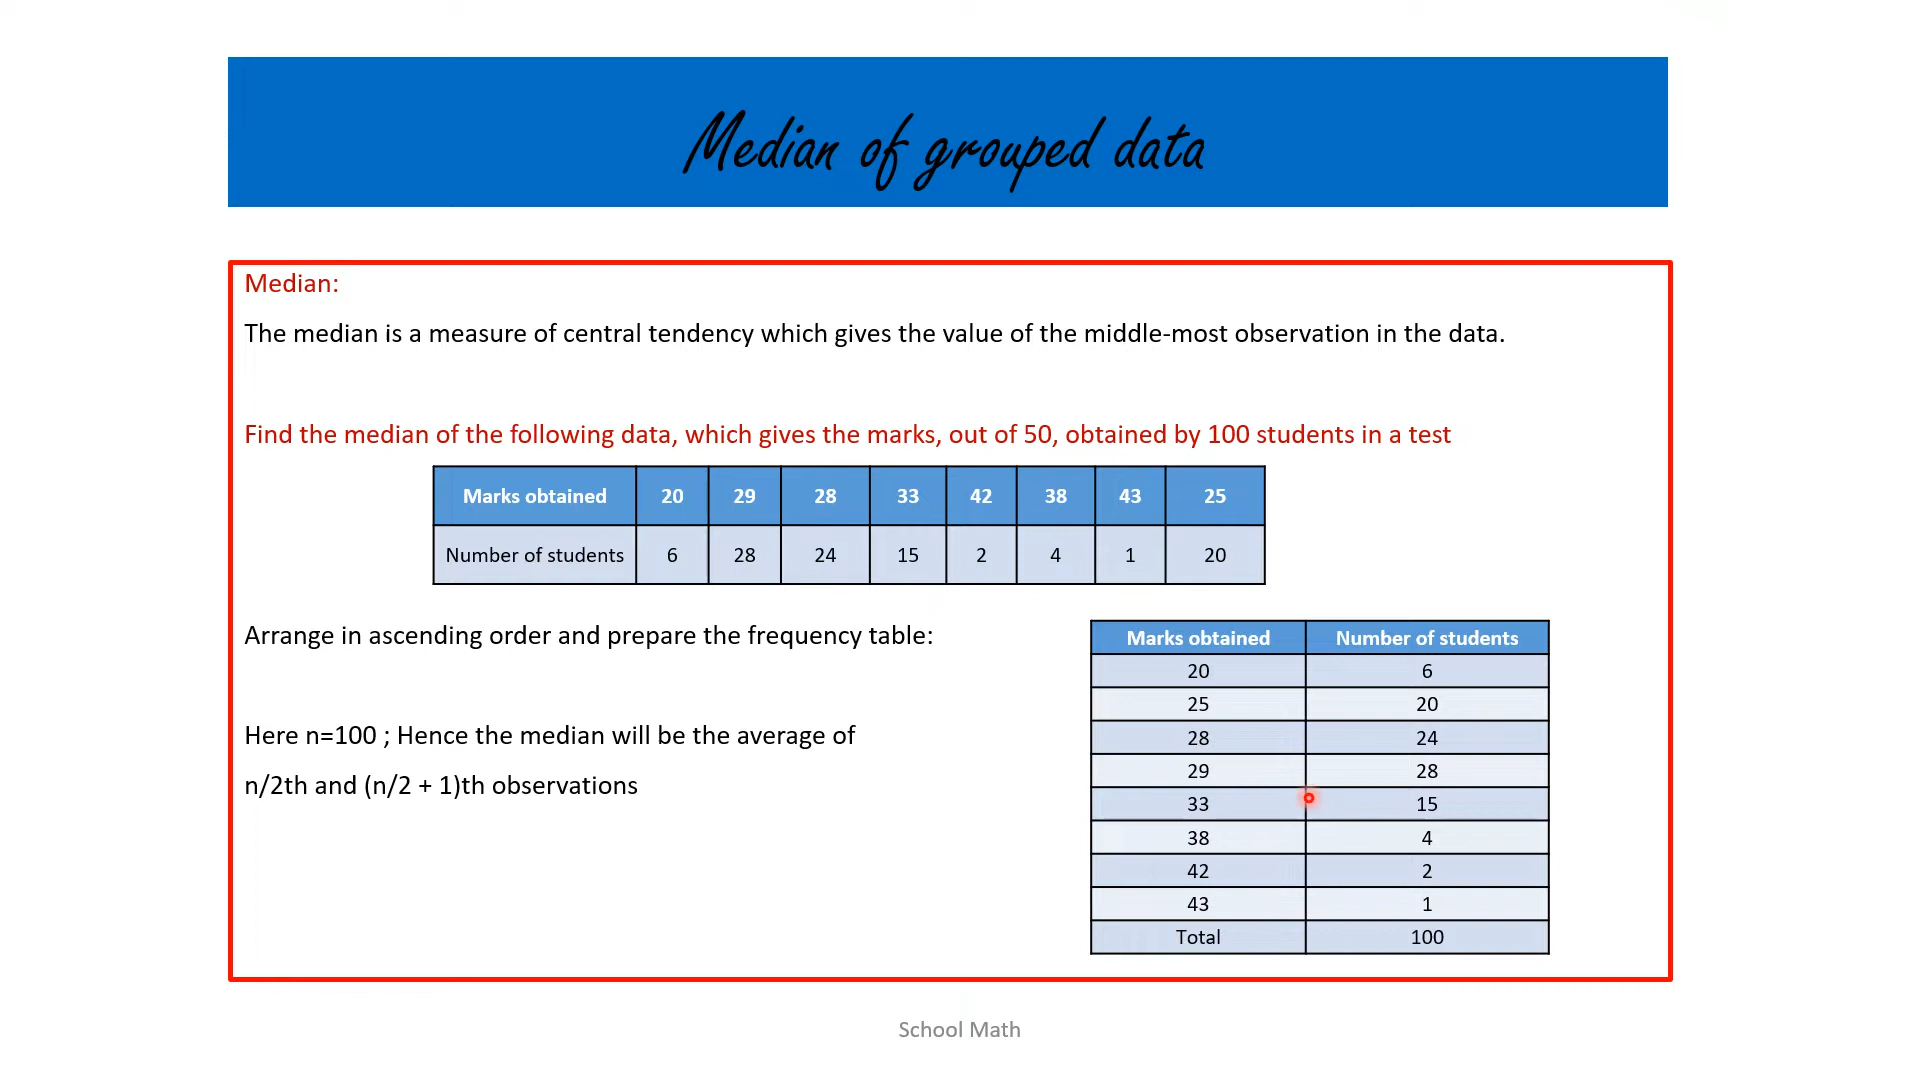 Median of grouped data
Median:
The median is a measure of central tendency which gives the value of the middle-most observation in the data.
Find the median of the following data, which gives the marks, out of 50, obtained by 100 students in a test
Marks obtained 20 29 28 33 42 38 43 25
Number of students 6 28 24 15 2 4 1 20
Arrange in ascending order and prepare the frequency table:
Here n=100 ; Hence the median will be the average of
n/2th and (n/2 + 1)th observations
Marks obtained Number of students
20 6
25 20
28 24
29 28
33 15
38 4
42 2
43 1
Total 100
School Math